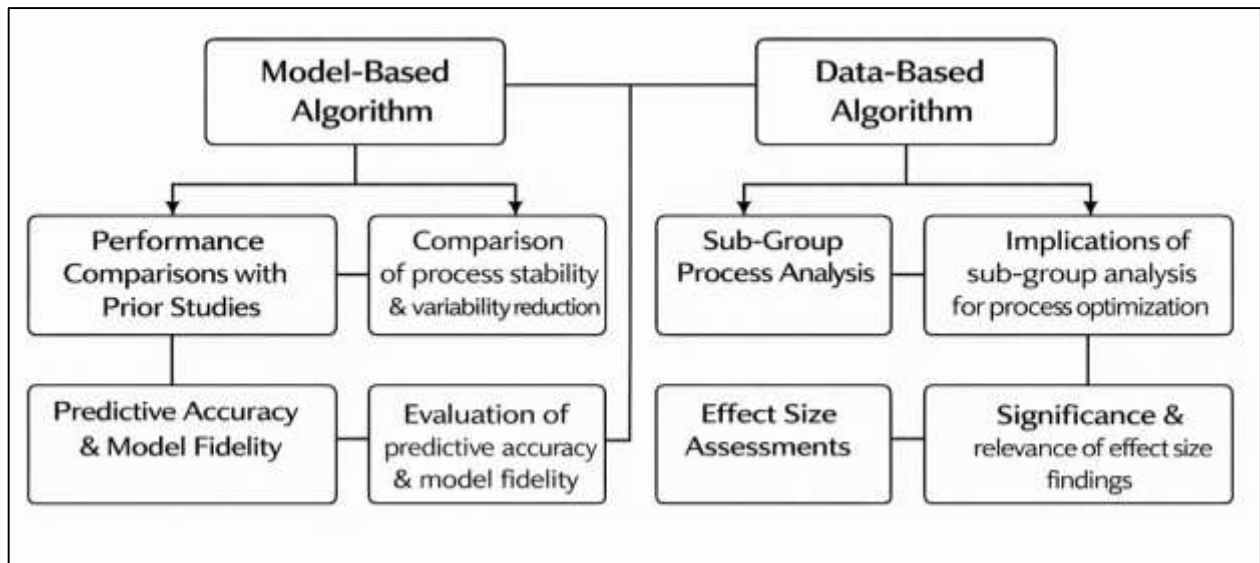 Model-Based
Algorithm
Data-Based
Algorithm
Performance
Comparisons with
Prior Studies
Comparison
of process stability
& variability reduction
Sub-Group
Process Analysis
Implications of
sub-group analysis
for process optimization
Predictive Accuracy
& Model Fidelity
Evaluation of
predictive accuracy
& model fidelity
Effect Size
Assessments
Significance &
relevance of effect size
findings